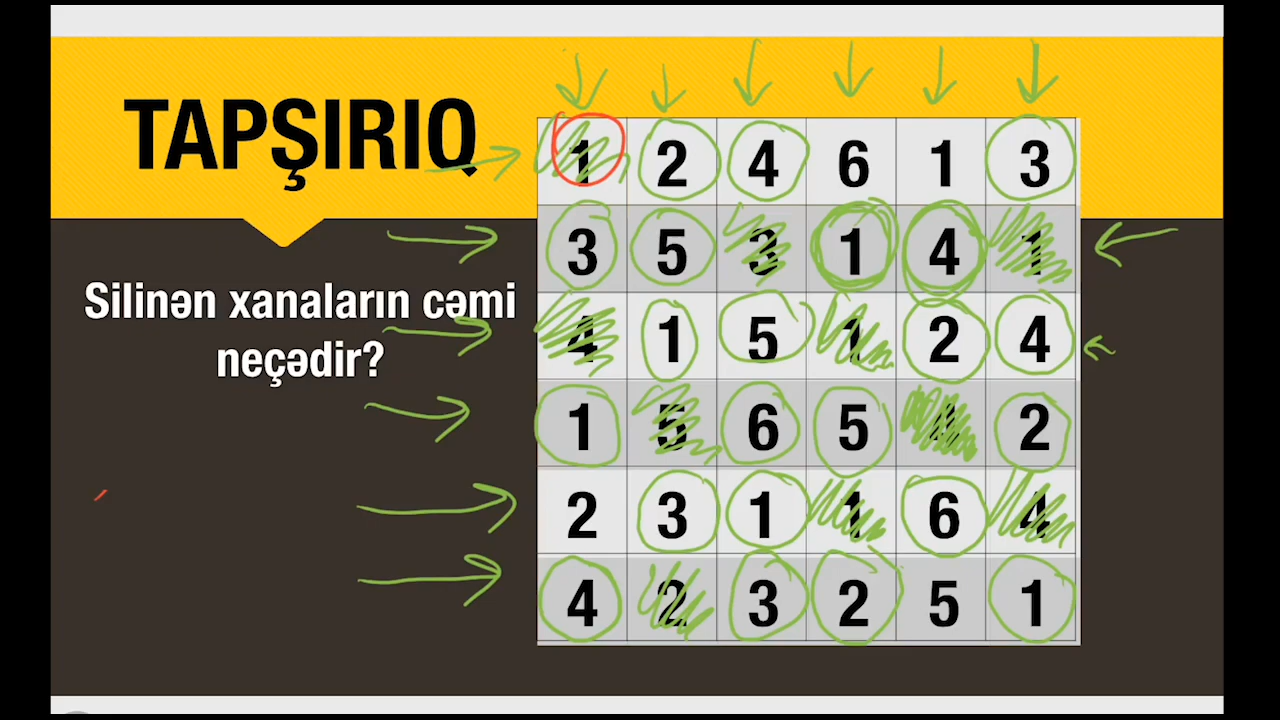 TAPŞIRIQ
Silinən xanaların cəmi
neçədir?
1 2 4 6 1 3
3 5 3 1 4 1
4 1 5 1 2 4
1 5 6 5 4 2
2 3 1 1 6 4
4 2 3 2 5 1